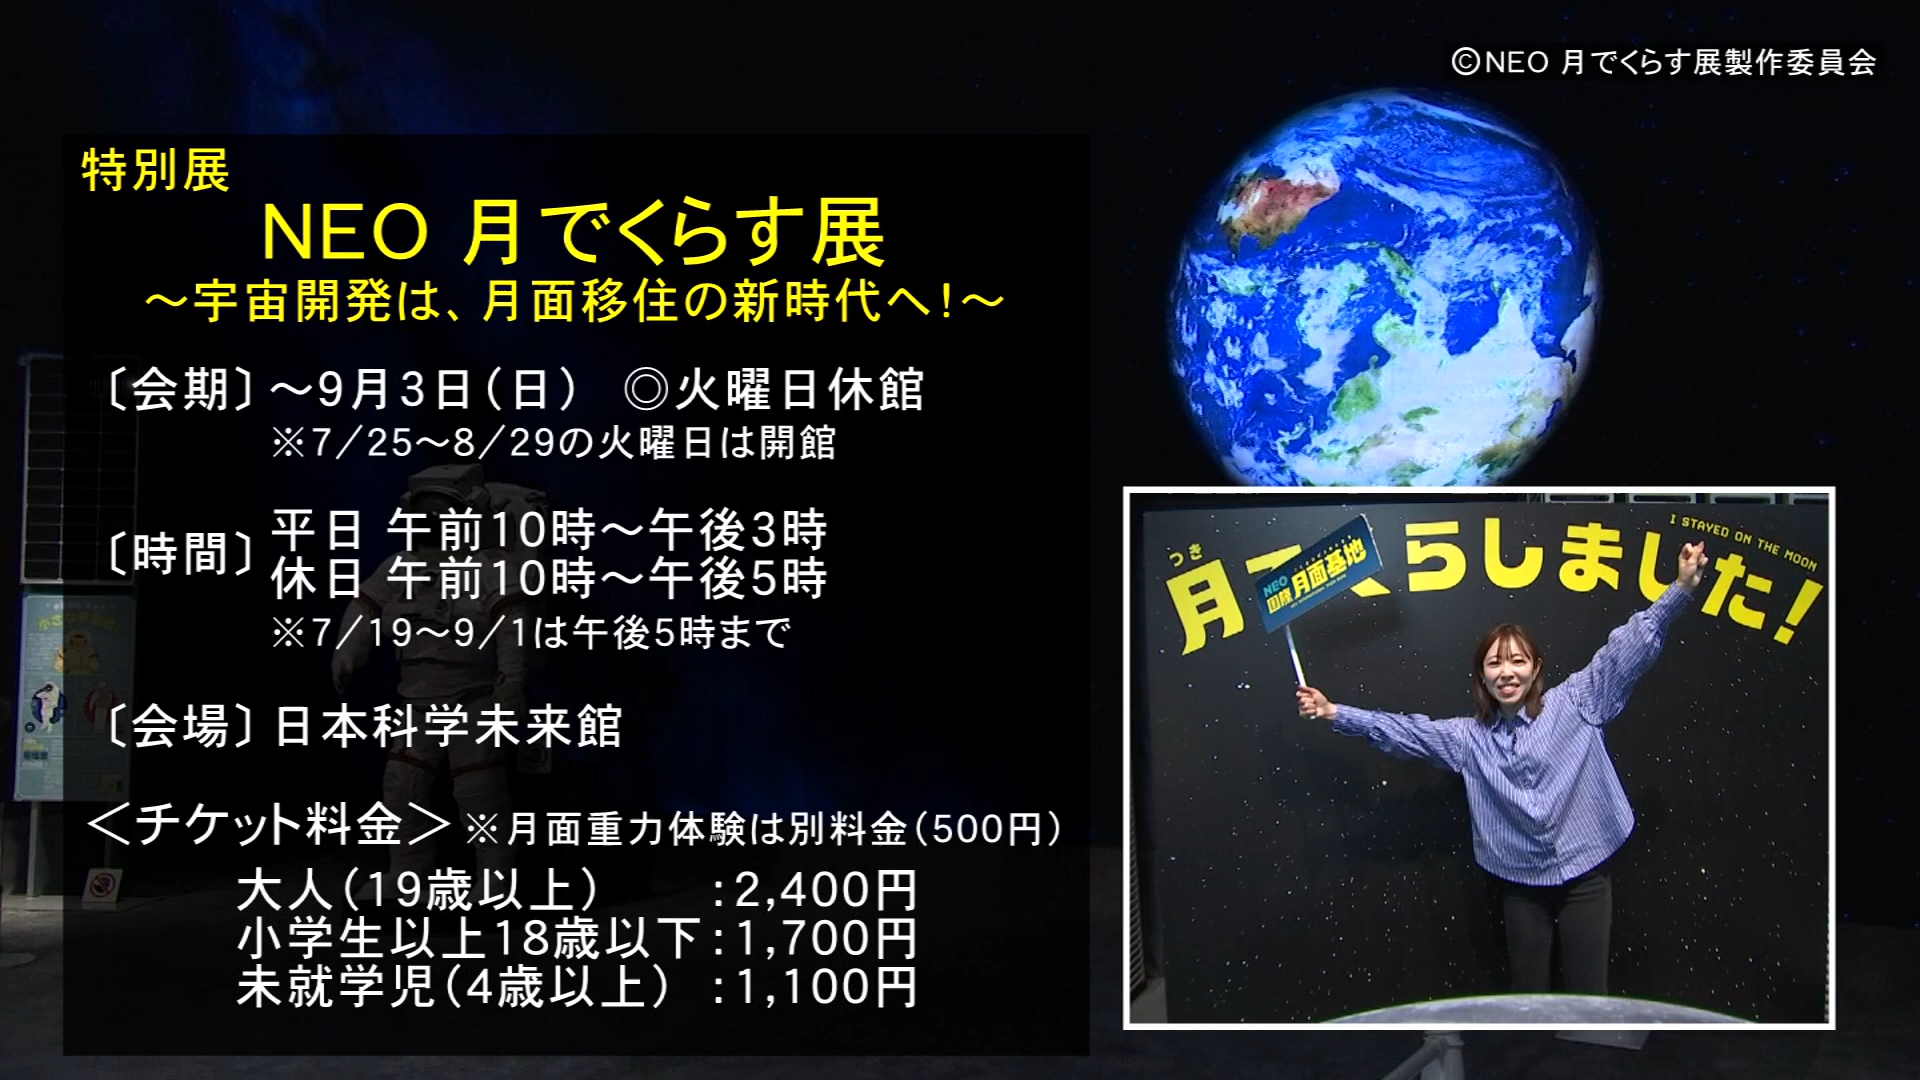 ©NEO 月でくらす展製作委員会
特別展
NEO 月でくらす展
～宇宙開発は、月面移住の新時代へ!～
〔会期〕～9月3日(日) ◎火曜日休館
※7/25～8/29の火曜日は開館
〔時間〕平日 午前10時～午後3時
休日 午前10時～午後5時
※7/19～9/1は午後5時まで
〔会場〕日本科学未来館
＜チケット料金＞※月面重力体験は別料金(500円)
大人(19歳以上) :2,400円
小学生以上18歳以下:1,700円
未就学児(4歳以上) :1,100円
I STAYED ON THE MOON
つき
月 らしました!
NEO
国際月面基地